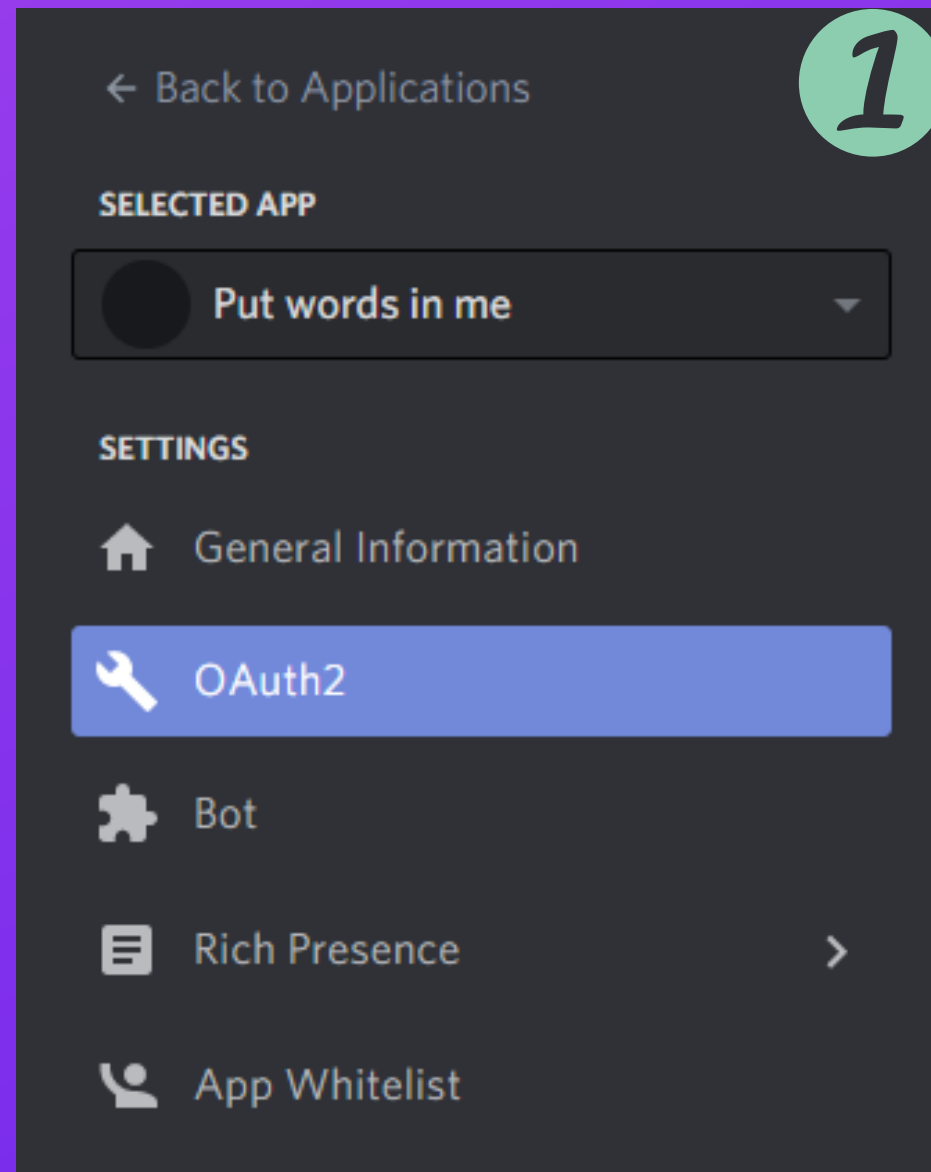 ← Back to Applications
1
SELECTED APP
Put words in me
SETTINGS
General Information
OAuth2
Bot
Rich Presence
App Whitelist